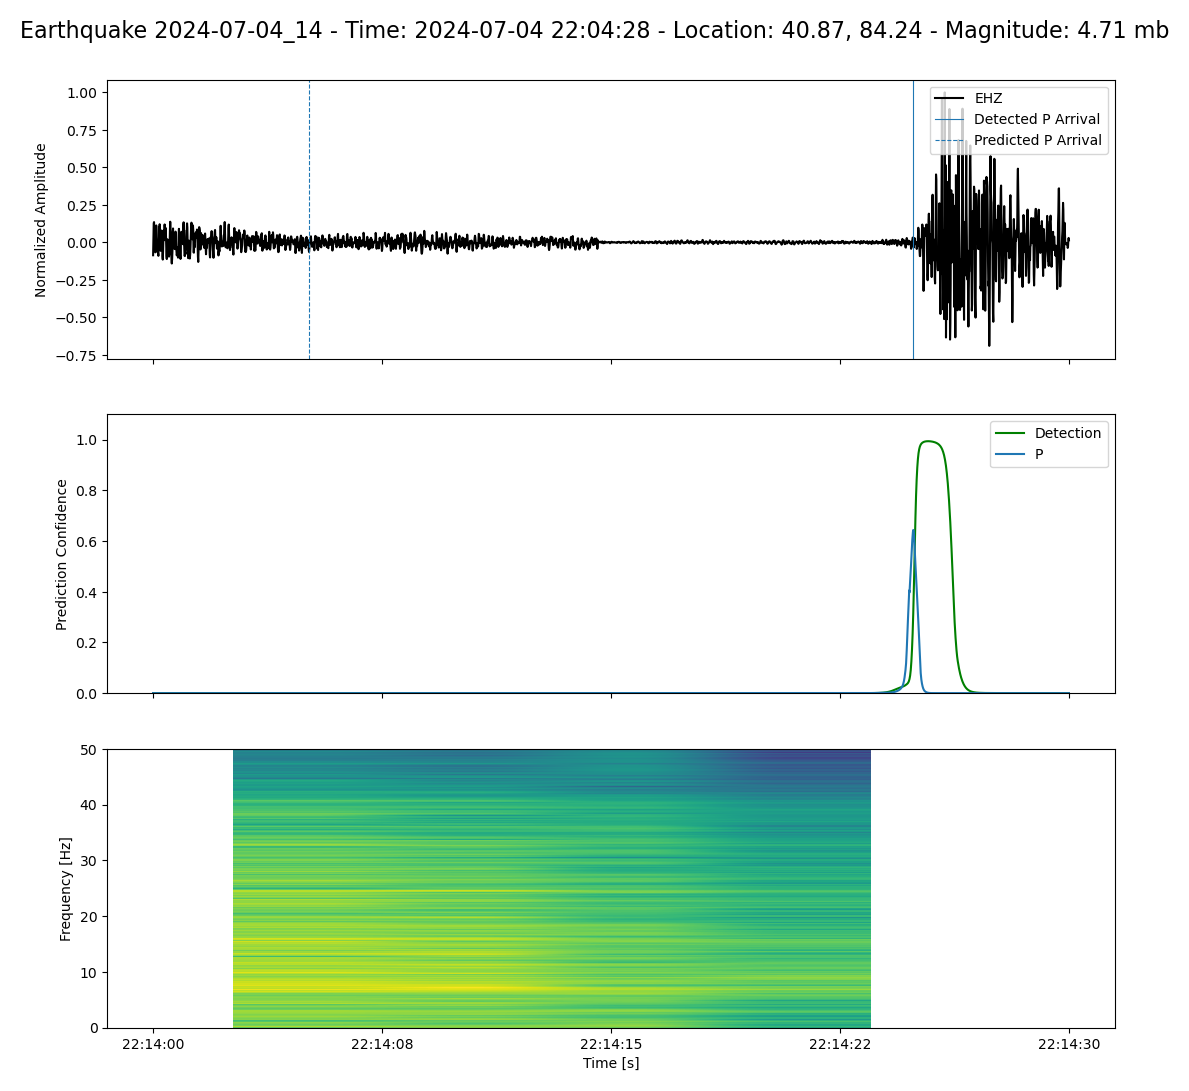 Earthquake 2024-07-04_14 - Time: 2024-07-04 22:04:28 - Location: 40.87, 84.24 - Magnitude: 4.71 mb
Normalized Amplitude
1.00
0.75
0.50
0.25
0.00
−0.25
−0.50
−0.75
EHZ
Detected P Arrival
Predicted P Arrival
Prediction Confidence
1.0
0.8
0.6
0.4
0.2
0.0
Detection
P
Frequency [Hz]
50
40
30
20
10
0
22:14:00 22:14:08 22:14:15 22:14:22 22:14:30
Time [s]